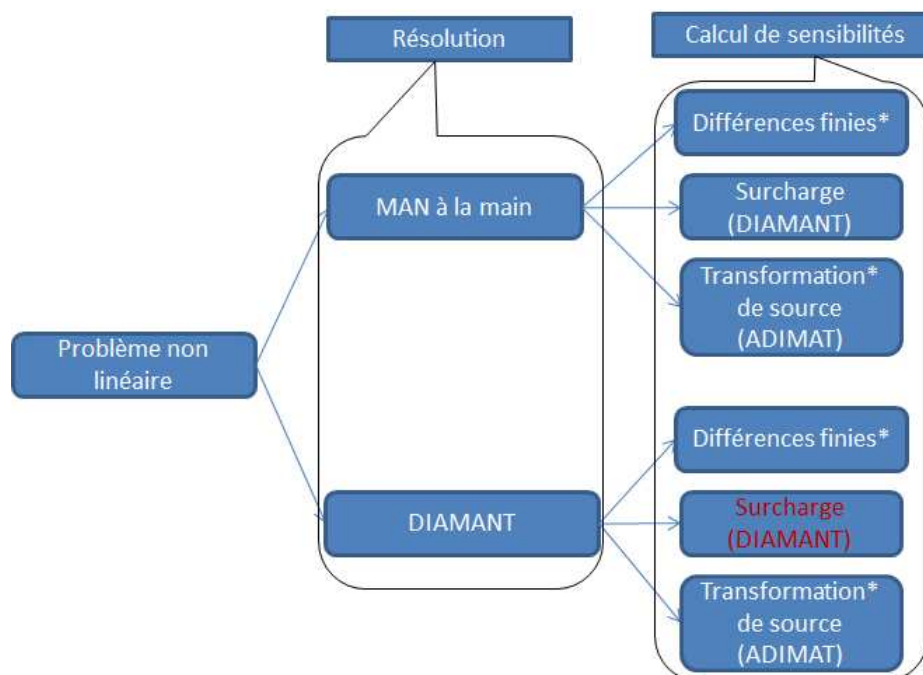 Résolution
Calcul de sensibilités
Différences finies*
MAN à la main
Surcharge
(DIAMANT)
Transformation*
de source
(ADIMAT)
Problème non
linéaire
Différences finies*
DIAMANT
Surcharge
(DIAMANT)
Transformation*
de source
(ADIMAT)